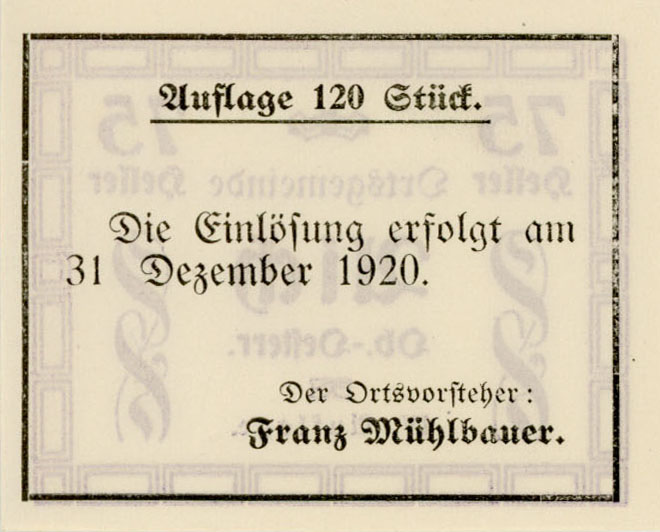 Auflage 120 Stück.
Die Einlösung erfolgt am
31 Dezember 1920.
Der Ortsvorsteher:
Franz Mühlbauer.